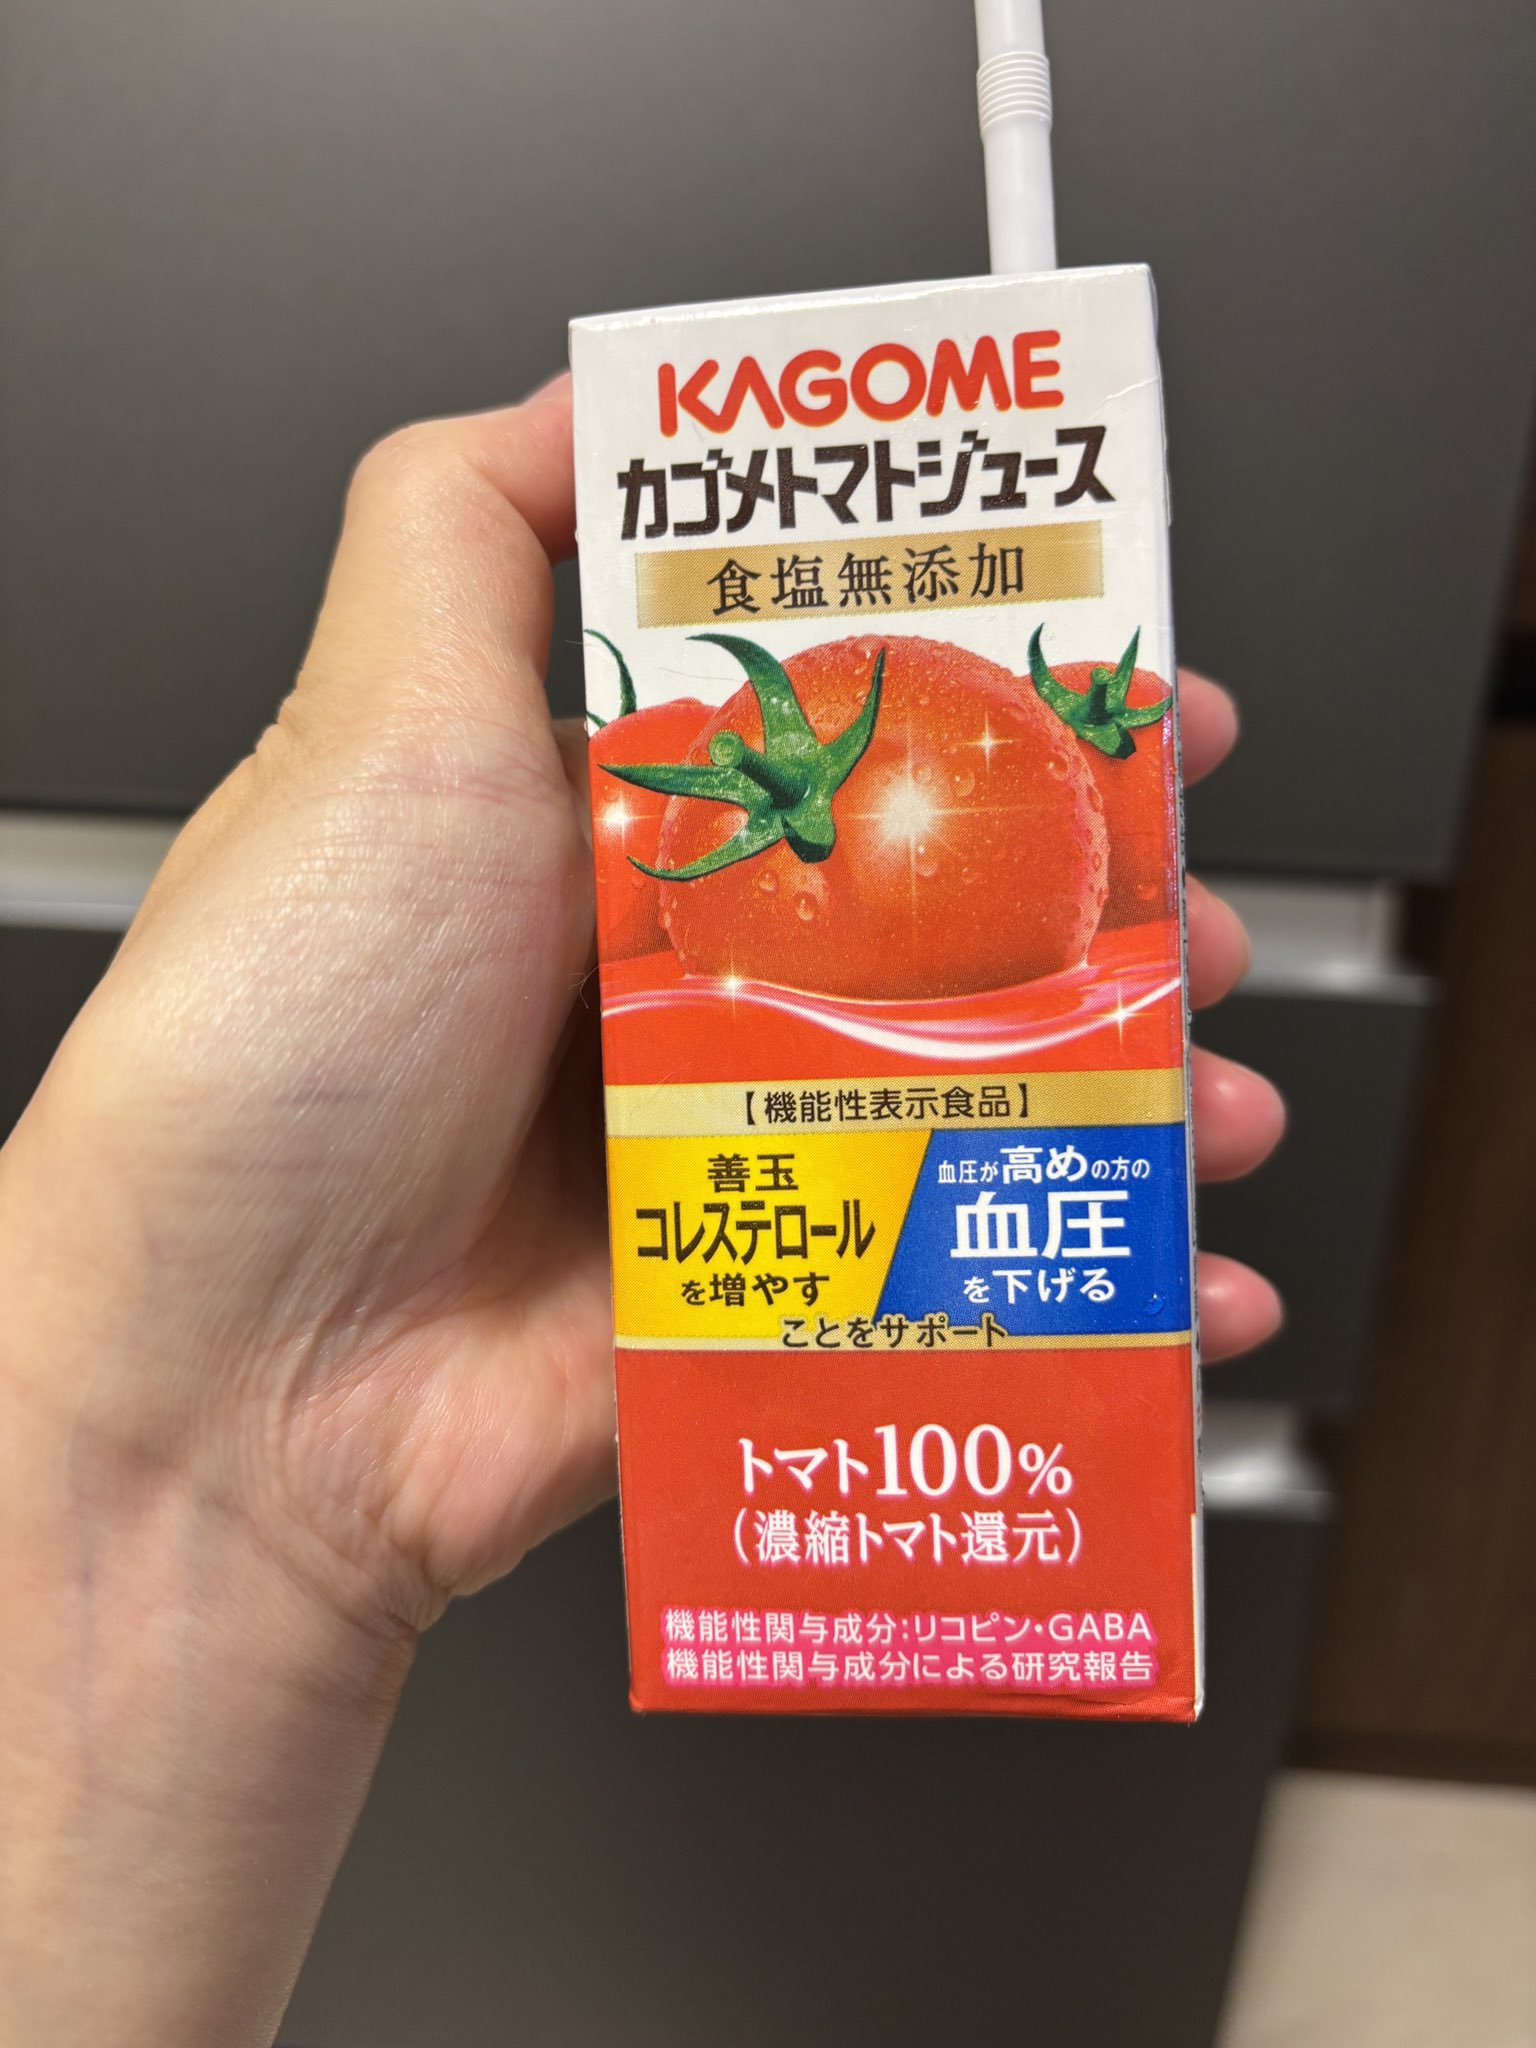 KAGOME
カゴメトマトジュース
食塩無添加
【機能性表示食品】
善玉
コレステロール
を増やす
血圧が高めの方の
血圧
を下げる
ことをサポート
トマト100%
(濃縮トマト還元)
機能性関与成分:リコピン・GABA
機能性関与成分による研究報告